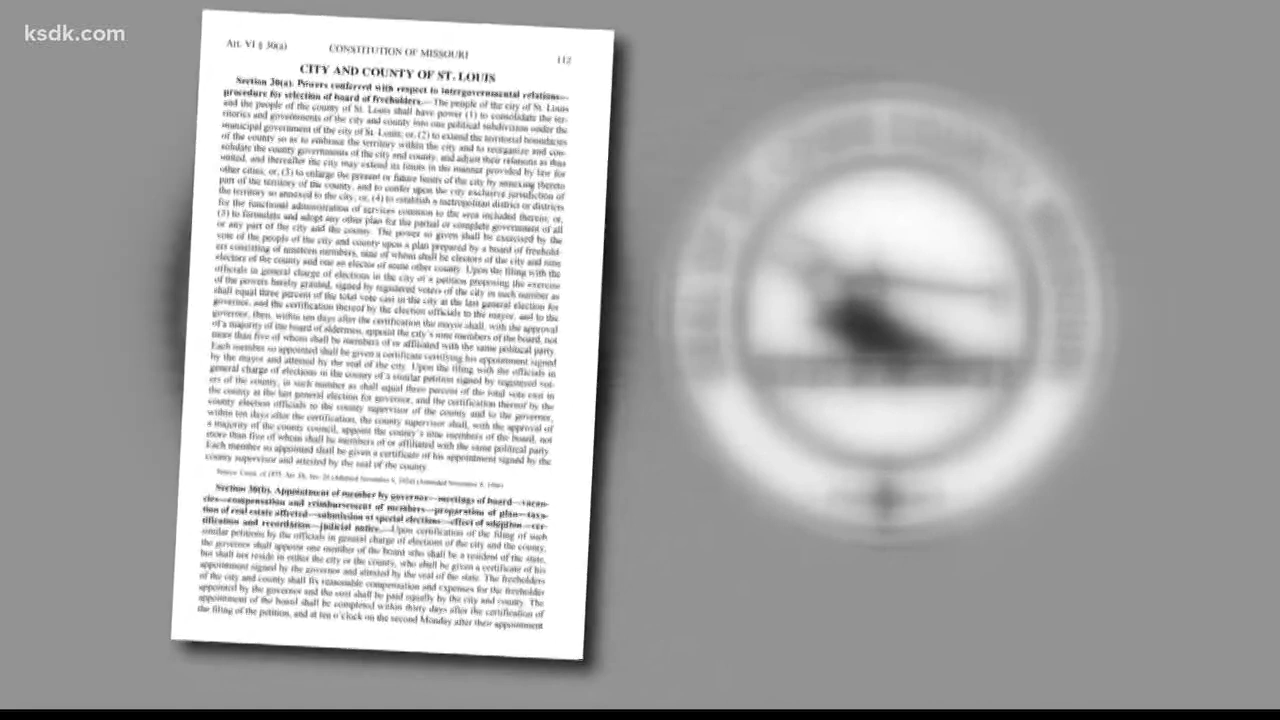 ksdk.com
Art. VI § 30(a) CONSTITUTION OF MISSOURI 112
CITY AND COUNTY OF ST. LOUIS
Section 30(a). Powers conferred with respect to intergovernmental relations—
procedure for selection of board of freeholders.—The people of the city of St. Louis
and the people of the county of St. Louis shall have power (1) to consolidate the ter-
ritories and governments of the city and county into one political subdivision under the
municipal government of the city of St. Louis; or, (2) to extend the territorial boundaries
of the county so as to embrace the territory within the city and to reorganize and con-
solidate the county governments of the city and county, and adjust their relations as thus
united, and thereafter the city may extend its limits in the manner provided by law for
other cities; or, (3) to enlarge the present or future limits of the city by annexing thereto
part of the territory of the county, and to confer upon the city exclusive jurisdiction of
the territory so annexed to the city; or, (4) to establish a metropolitan district or districts
for the functional administration of services common to the area included therein; or,
(5) to formulate and adopt any other plan for the partial or complete government of all
or any part of the city and the county. The power so given shall be exercised by the
vote of the people of the city and county upon a plan prepared by a board of freehold-
ers consisting of nineteen members, nine of whom shall be electors of the city and nine
electors of the county and one an elector of some other county. Upon the filing with the
officials in general charge of elections in the city of a petition proposing the exercise
of the powers hereby granted, signed by registered voters of the city in such number as
shall equal three percent of the total vote cast in the city at the last general election for
governor, and the certification thereof by the election officials to the mayor, and to the
governor, then, within ten days after the certification the mayor shall, with the approval
of a majority of the board of aldermen, appoint the city's nine members of the board, not
more than five of whom shall be members of or affiliated with the same political party.
Each member so appointed shall be given a certificate certifying his appointment signed
by the mayor and attested by the seal of the city. Upon the filing with the officials in
general charge of elections in the county of a similar petition signed by registered vot-
ers of the county, in such number as shall equal three percent of the total vote cast in
the county at the last general election for governor, and the certification thereof by the
county election officials to the county supervisor of the county and to the governor,
within ten days after the certification, the county supervisor shall, with the approval of
a majority of the county council, appoint the county's nine members of the board, not
more than five of whom shall be members of or affiliated with the same political party.
Each member so appointed shall be given a certificate of his appointment signed by the
county supervisor and attested by the seal of the county.
Section 30(b). Appointment of member by governor—meetings of board—vacan-
cies—compensation and reimbursement of members—preparation of plan—taxa-
tion of real estate affected—submission at special elections—effect of adoption—cer-
tification and recordation—judicial notice.—Upon certification of the filing of such
similar petitions by the officials in general charge of elections of the city and the county,
the governor shall appoint one member of the board who shall be a resident of the state,
but shall not reside in either the city or the county, who shall be given a certificate of his
appointment signed by the governor and attested by the seal of the state. The freeholders
of the city and county shall fix reasonable compensation and expenses for the freeholder
appointed by the governor and the cost shall be paid equally by the city and county. The
appointment of the board shall be completed within thirty days after the certification of
the filing of the petition, and at ten o'clock on the second Monday after their appointment